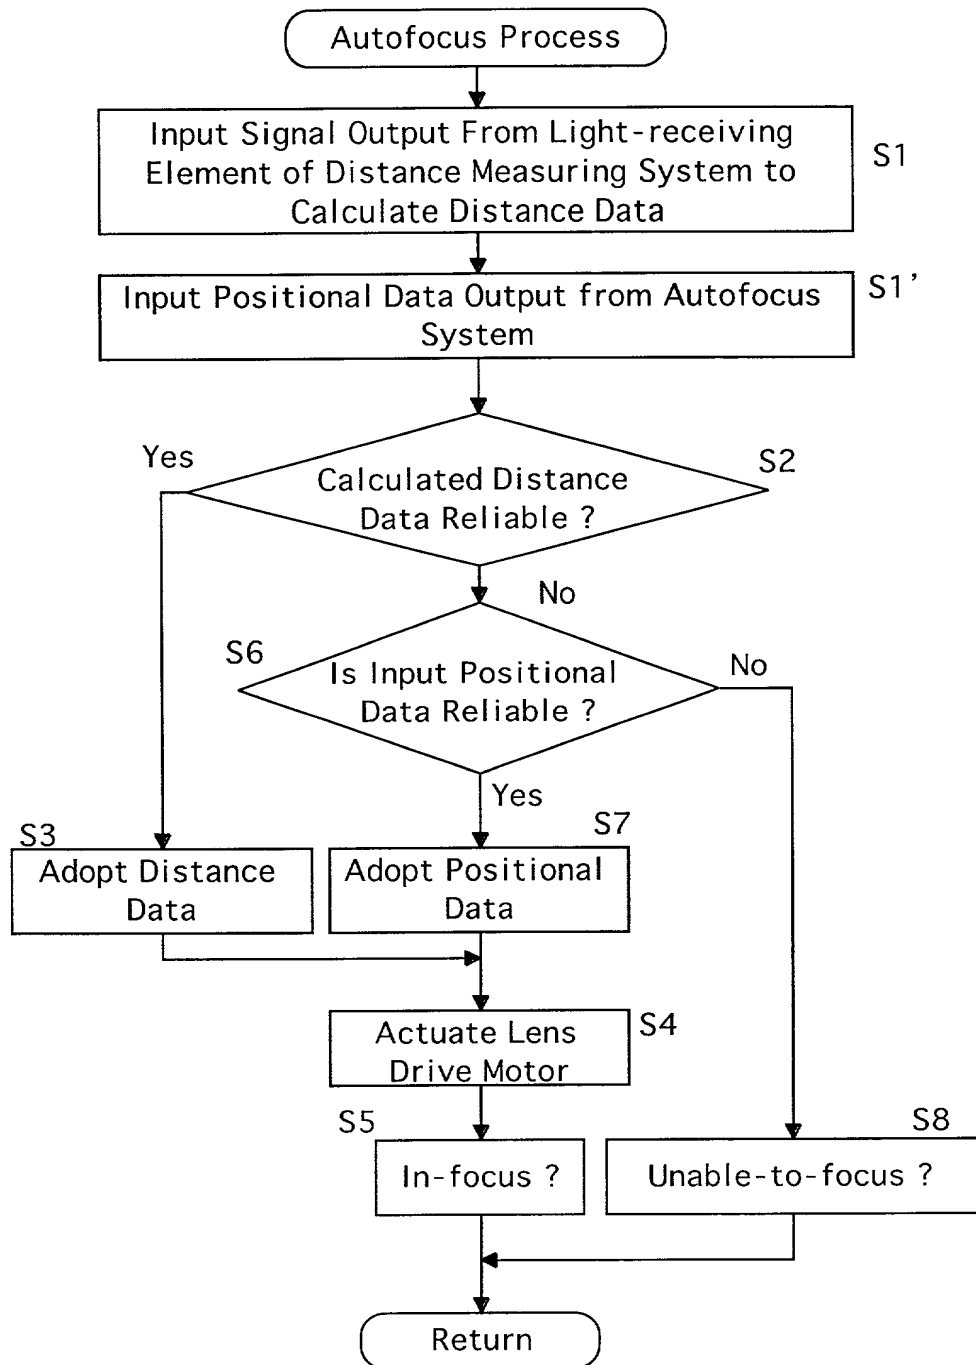 Autofocus Process
Input Signal Output From Light-receiving
Element of Distance Measuring System to
Calculate Distance Data
S1
Input Positional Data Output from Autofocus
System
S1'
Yes
S2
Calculated Distance
Data Reliable ?
No
S6
Is Input Positional
Data Reliable ?
No
Yes
S3
Adopt Distance
Data
S7
Adopt Positional
Data
Actuate Lens
Drive Motor
S4
S5
In-focus ?
S8
Unable-to-focus ?
Return